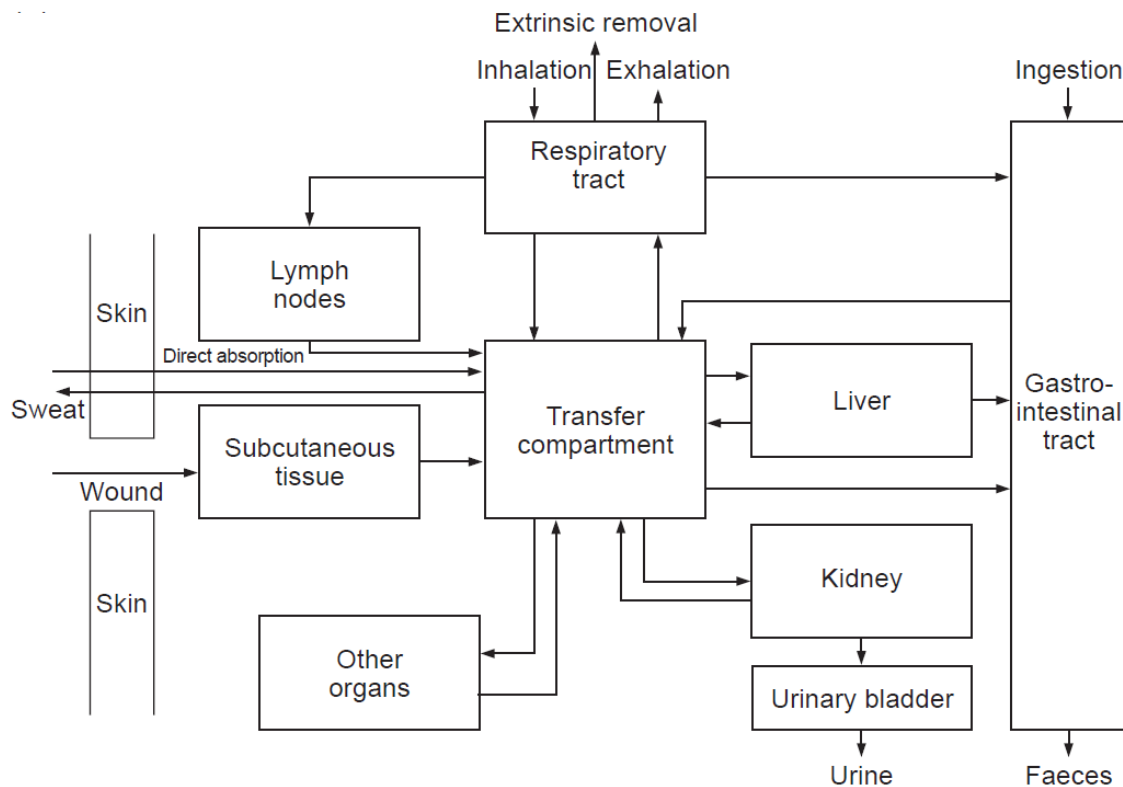 Extrinsic removal
Inhalation
Exhalation
Ingestion
Respiratory
tract
Lymph
nodes
Skin
Direct absorption
Sweat
Transfer
compartment
Liver
Gastro-
intestinal
tract
Subcutaneous
tissue
Wound
Kidney
Skin
Other
organs
Urinary bladder
Urine
Faeces